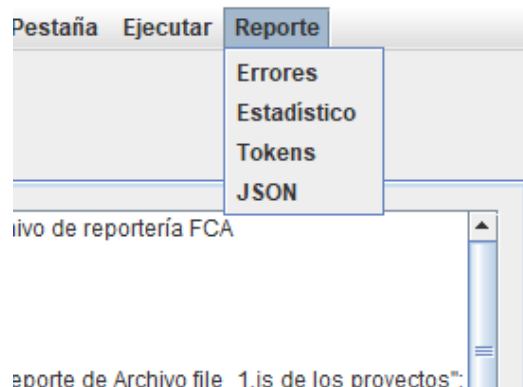 Pestaña Ejecutar Reporte
Errores
Estadístico
Tokens
JSON
ivo de reportería FCA
eporte de Archivo file_1.js de los proyectos";